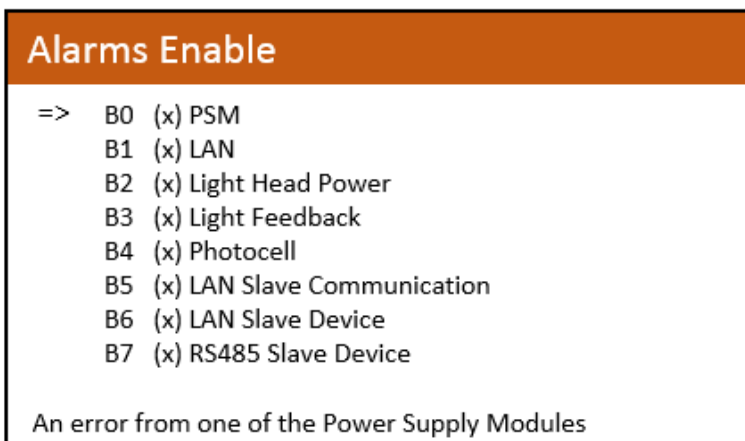 Alarms Enable
=> B0 (x) PSM
B1 (x) LAN
B2 (x) Light Head Power
B3 (x) Light Feedback
B4 (x) Photocell
B5 (x) LAN Slave Communication
B6 (x) LAN Slave Device
B7 (x) RS485 Slave Device
An error from one of the Power Supply Modules